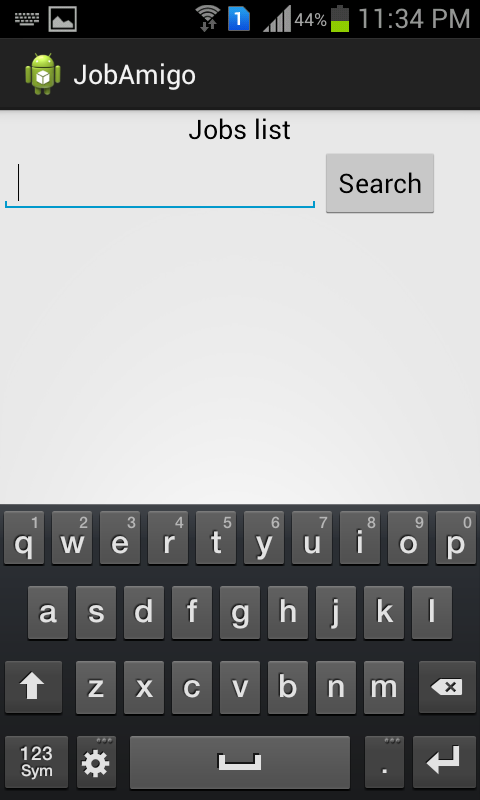 1 44% 11:34 PM
JobAmigo
Jobs list
Search
1 2 3 4 5 6 7 8 9 0
q w e r t y u i o p
a s d f g h j k l
z x c v b n m
123
Sym
.